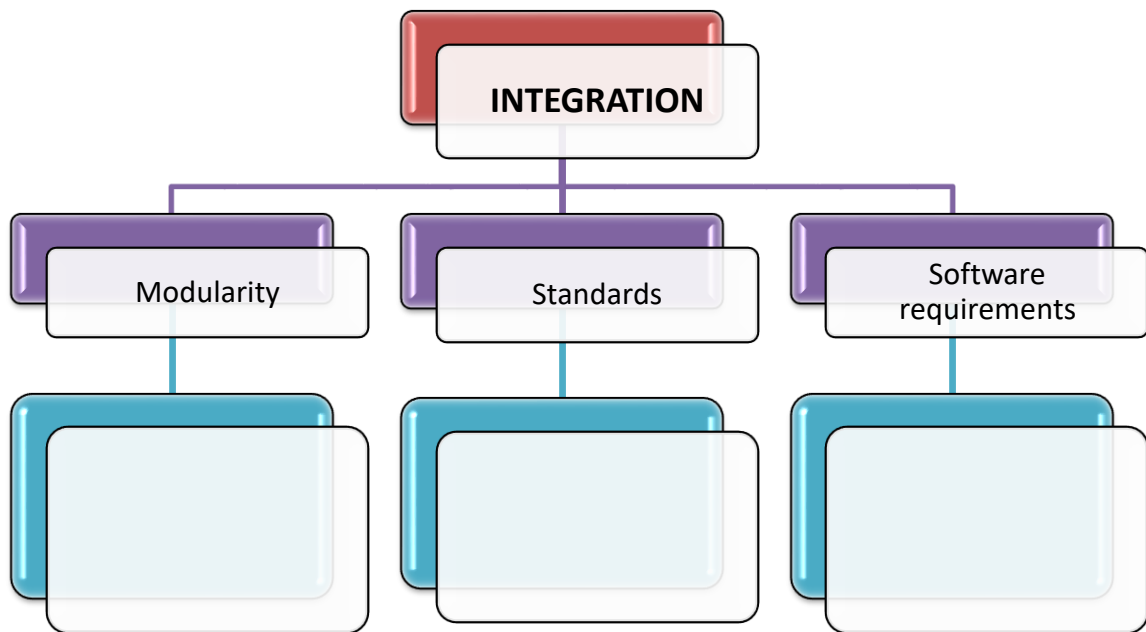 INTEGRATION
Modularity
Standards
Software
requirements